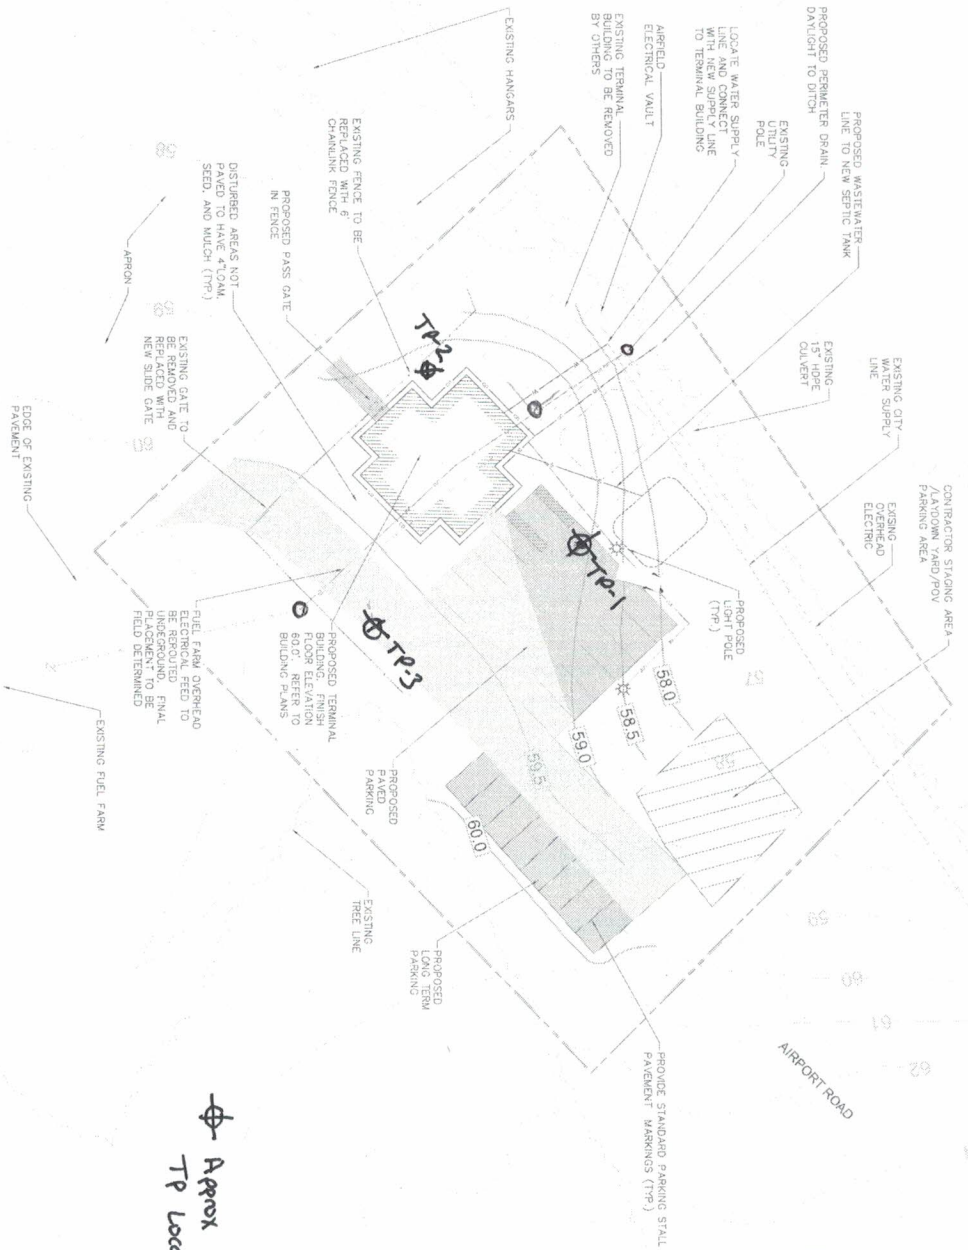 PROPOSED WASTEWATER
LINE TO NEW SEPTIC TANK
PROPOSED PERIMETER DRAIN
DAYLIGHT TO DITCH
EXISTING
UTILITY
POLE
LOCATE WATER SUPPLY
LINE AND CONNECT
WITH NEW SUPPLY LINE
TO TERMINAL BUILDING
AIRFIELD
ELECTRICAL VAULT
EXISTING TERMINAL
BUILDING TO BE REMOVED
BY OTHERS
EXISTING HANGARS
EXISTING FENCE TO BE
REPLACED WITH 6'
CHAINLINK FENCE
PROPOSED PASS GATE
IN FENCE
DISTURBED AREAS NOT
PAVED TO HAVE 4" LOAM,
SEED, AND MULCH (TYP.)
APRON
EXISTING GATE TO
BE REMOVED AND
REPLACED WITH
NEW SLIDE GATE
EDGE OF EXISTING
PAVEMENT
EXISTING CITY
WATER SUPPLY
LINE
EXISTING
15" HDPE
CULVERT
CONTRACTOR STAGING AREA
/LAYDOWN YARD/POV
PARKING AREA
EXISING
OVERHEAD
ELECTRIC
PROPOSED
LIGHT POLE
(TYP.)
PROPOSED TERMINAL
BUILDING. FINISH
FLOOR ELEVATION
60.0'. REFER TO
BUILDING PLANS
FUEL FARM OVERHEAD
ELECTRICAL FEED TO
BE REROUTED
UNDEGROUND, FINAL
PLACEMENT TO BE
FIELD DETERMINED
EXISTING FUEL FARM
PROPOSED
PAVED
PARKING
EXISTING
TREE LINE
PROPOSED
LONG TERM
PARKING
PROVIDE STANDARD PARKING STALL
PAVEMENT MARKINGS (TYP.)
AIRPORT ROAD
TP-1
TP-2
TP-3
58.0
58.5
59.0
59.5
60.0
57
58
59
60
61
62
58
60
Approx
TP